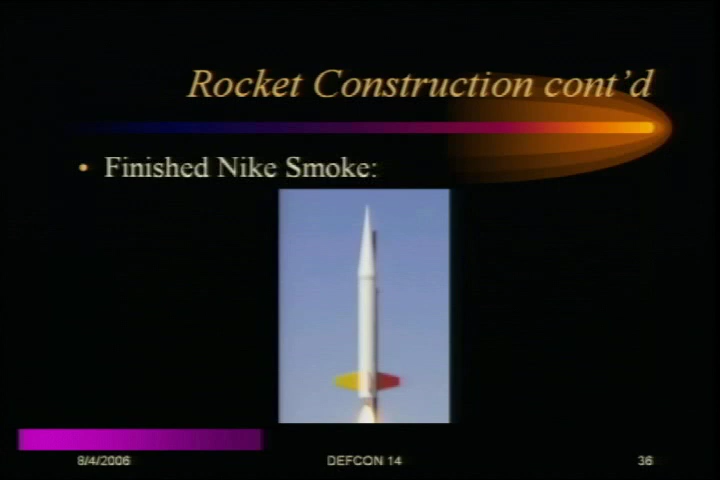 Rocket Construction cont'd
• Finished Nike Smoke:
8/4/2006 DEFCON 14 36